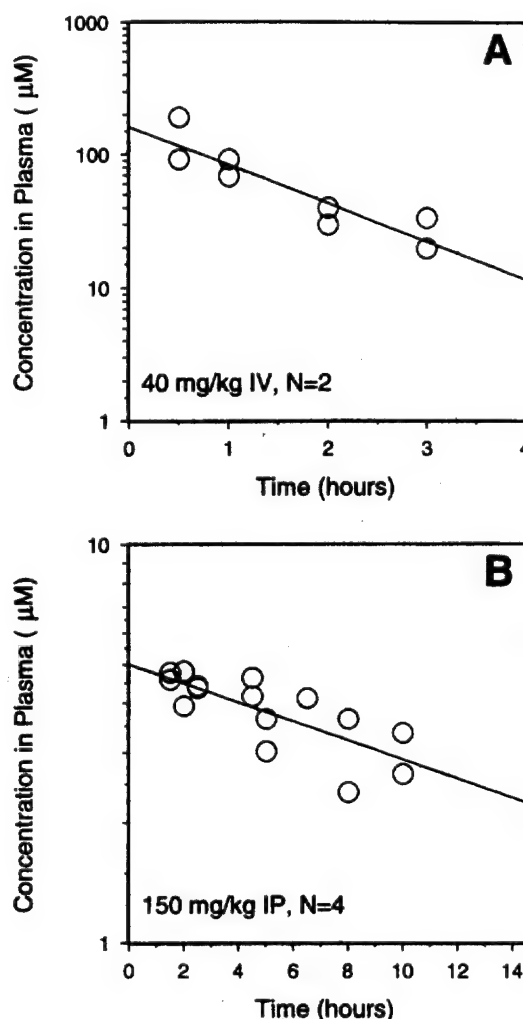 A
Concentration in Plasma ( µM)
1000
100
10
1
40 mg/kg IV, N=2
0 1 2 3 4
Time (hours)
B
Concentration in Plasma ( µM)
10
1
150 mg/kg IP, N=4
0 2 4 6 8 10 12 14
Time (hours)